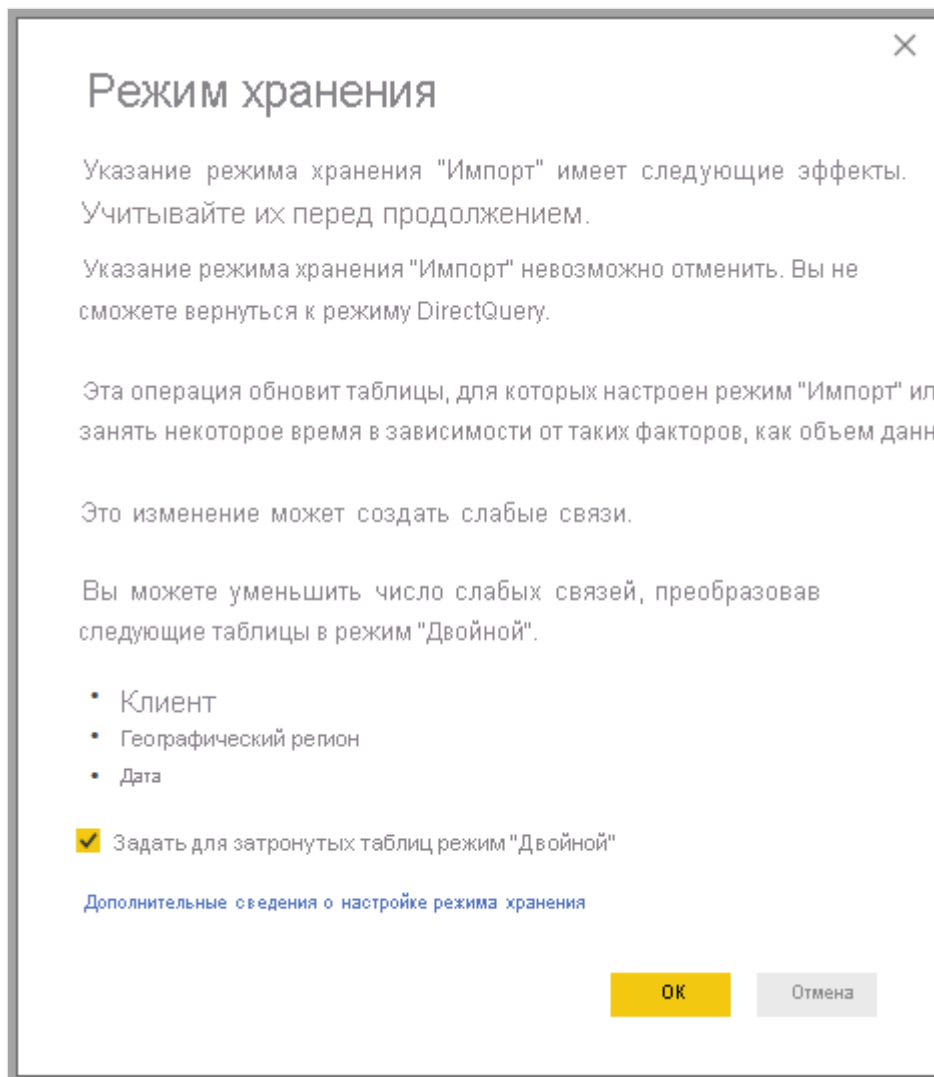 Режим хранения
Указание режима хранения "Импорт" имеет следующие эффекты.
Учитывайте их перед продолжением.
Указание режима хранения "Импорт" невозможно отменить. Вы не
сможете вернуться к режиму DirectQuery.
Эта операция обновит таблицы, для которых настроен режим "Импорт" ил
занять некоторое время в зависимости от таких факторов, как объем данн
Это изменение может создать слабые связи.
Вы можете уменьшить число слабых связей, преобразовав
следующие таблицы в режим "Двойной".
• Клиент
• Географический регион
• Дата
Задать для затронутых таблиц режим "Двойной"
Дополнительные сведения о настройке режима хранения
ОК Отмена